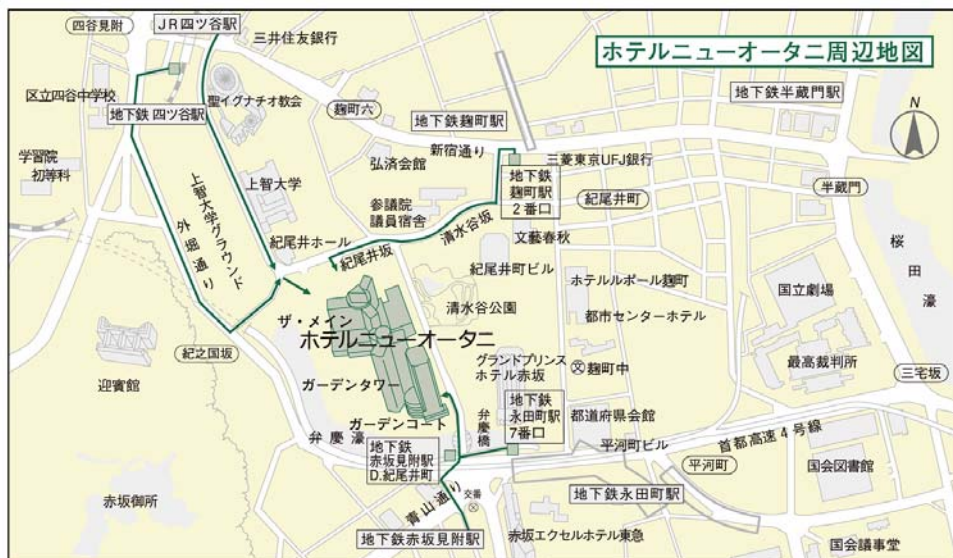 四谷見附
JR四ツ谷駅
三井住友銀行
ホテルニューオータニ周辺地図
区立四谷中学校
地下鉄 四ツ谷駅
聖イグナチオ教会
麹町六
地下鉄麹町駅
地下鉄半蔵門駅
N
新宿通り
学習院
初等科
上智大学
弘済会館
三菱東京UFJ銀行
地下鉄
麹町駅
2番口
紀尾井町
半蔵門
上智大学グラウンド
外堀通り
参議院
議員宿舎
清水谷坂
文藝春秋
桜田濠
紀尾井ホール
紀尾井坂
紀尾井町ビル
ホテルルポール麹町
国立劇場
清水谷公園
都市センターホテル
ザ・メイン
ホテルニューオータニ
紀之国坂
迎賓館
グランドプリンス
ホテル赤坂
麹町中
最高裁判所
三宅坂
ガーデンタワー
ガーデンコート
弁慶濠
弁慶橋
地下鉄
永田町駅
7番口
都道府県会館
平河町ビル
首都高速4号線
地下鉄
赤坂見附駅
D.紀尾井町
平河町
国会図書館
赤坂御所
青山通り
交番
地下鉄永田町駅
地下鉄赤坂見附駅
赤坂エクセルホテル東急
国会議事堂